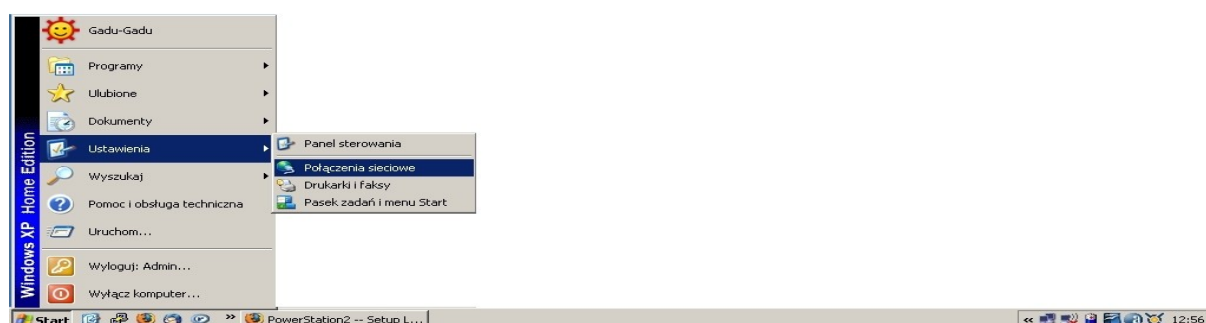 Gadu-Gadu
Programy
Ulubione
Dokumenty
Ustawienia
Wyszukaj
Pomoc i obsługa techniczna
Uruchom...
Wyloguj: Admin...
Wyłącz komputer...
Windows XP Home Edition
Panel sterowania
Połączenia sieciowe
Drukarki i faksy
Pasek zadań i menu Start
Start
» PowerStation2 -- Setup L...
« 12:56